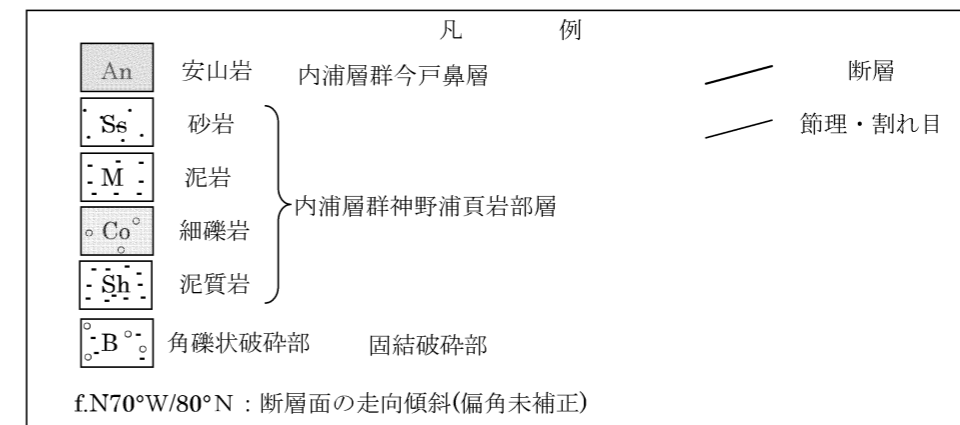 凡　例
An　安山岩　内浦層群今戸鼻層　断層
Ss　砂岩　節理・割れ目
M　泥岩
内浦層群神野浦頁岩部層
Co　細礫岩
Sh　泥質岩
B　角礫状破砕部　固結破砕部
f.N70°W/80°N：断層面の走向傾斜(偏角未補正)